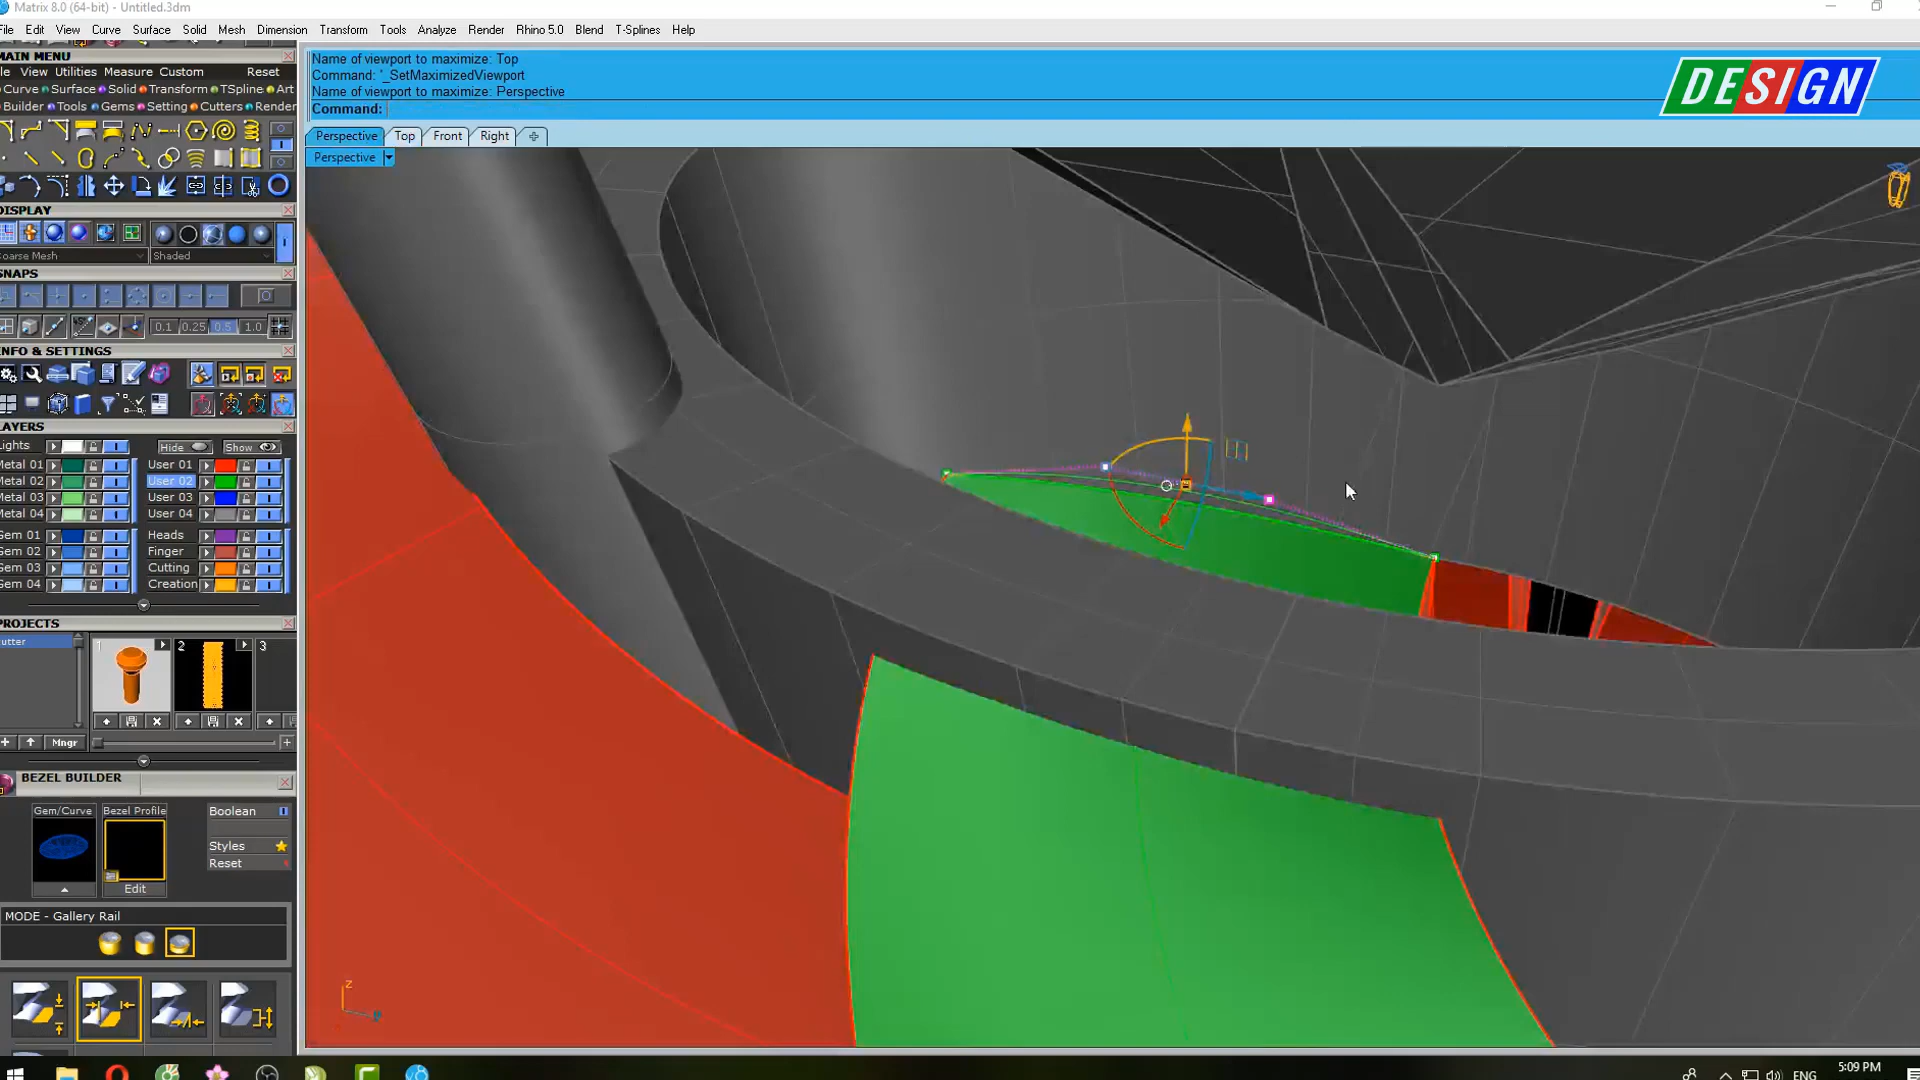 Matrix 8.0 (64-bit) - Untitled.3dm
File Edit View Curve Surface Solid Mesh Dimension Transform Tools Analyze Render Rhino 5.0 Blend T-Splines Help
MAIN MENU
le View Utilities Measure Custom Reset
Curve Surface Solid Transform TSpline Art
Builder Tools Gems Setting Cutters Render
Name of viewport to maximize: Top
Command: '_SetMaximizedViewport
Name of viewport to maximize: Perspective
Command:
DESIGN
Perspective Top Front Right
Perspective
DISPLAY
oarse Mesh Shaded
SNAPS
0.1 0.25 0.5 1.0
NFO & SETTINGS
LAYERS
Lights Hide Show
Metal 01 User 01
Metal 02 User 02
Metal 03 User 03
Metal 04 User 04
Gem 01 Heads
Gem 02 Finger
Gem 03 Cutting
Gem 04 Creation
PROJECTS
utter 1 2 3
Mngr
BEZEL BUILDER
Gem/Curve Bezel Profile Boolean
Styles
Reset
Edit
MODE - Gallery Rail
z
ENG
5:09 PM